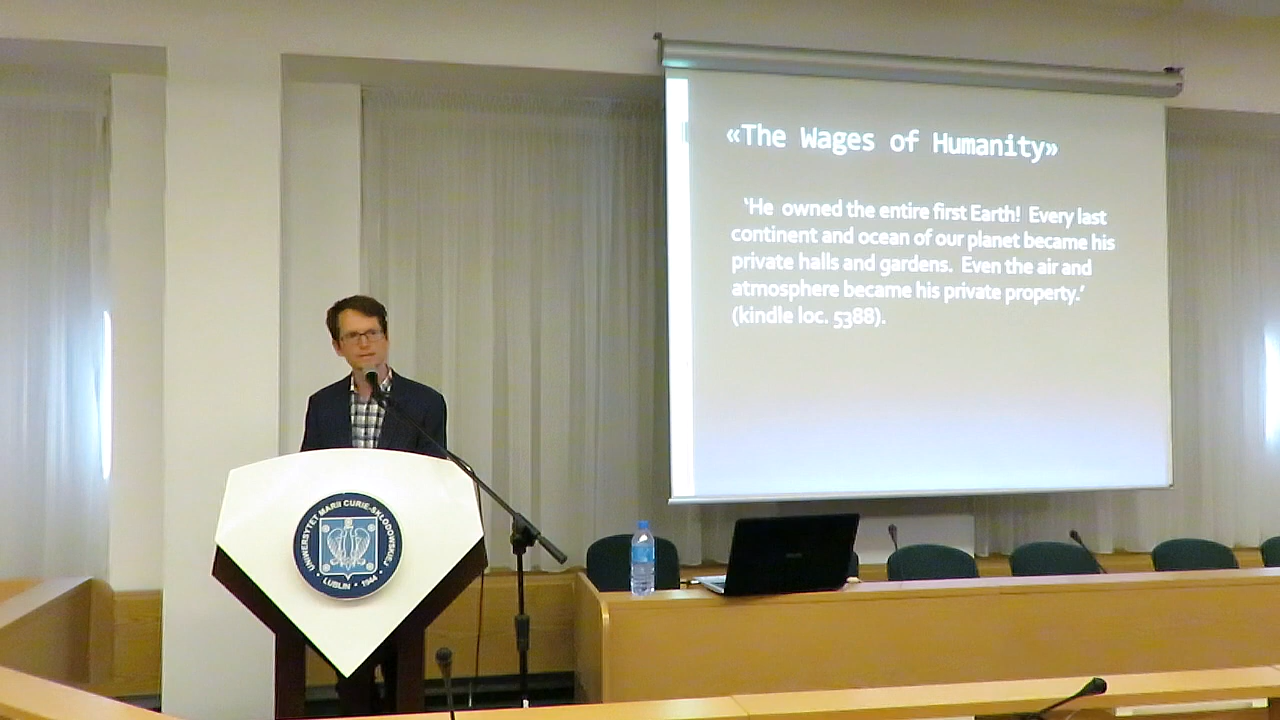 «The Wages of Humanity»
'He owned the entire first Earth! Every last
continent and ocean of our planet became his
private halls and gardens. Even the air and
atmosphere became his private property.'
(kindle loc. 5388).
UNIWERSYTET MARII CURIE-SKŁODOWSKIEJ
• LUBLIN • 1944 •